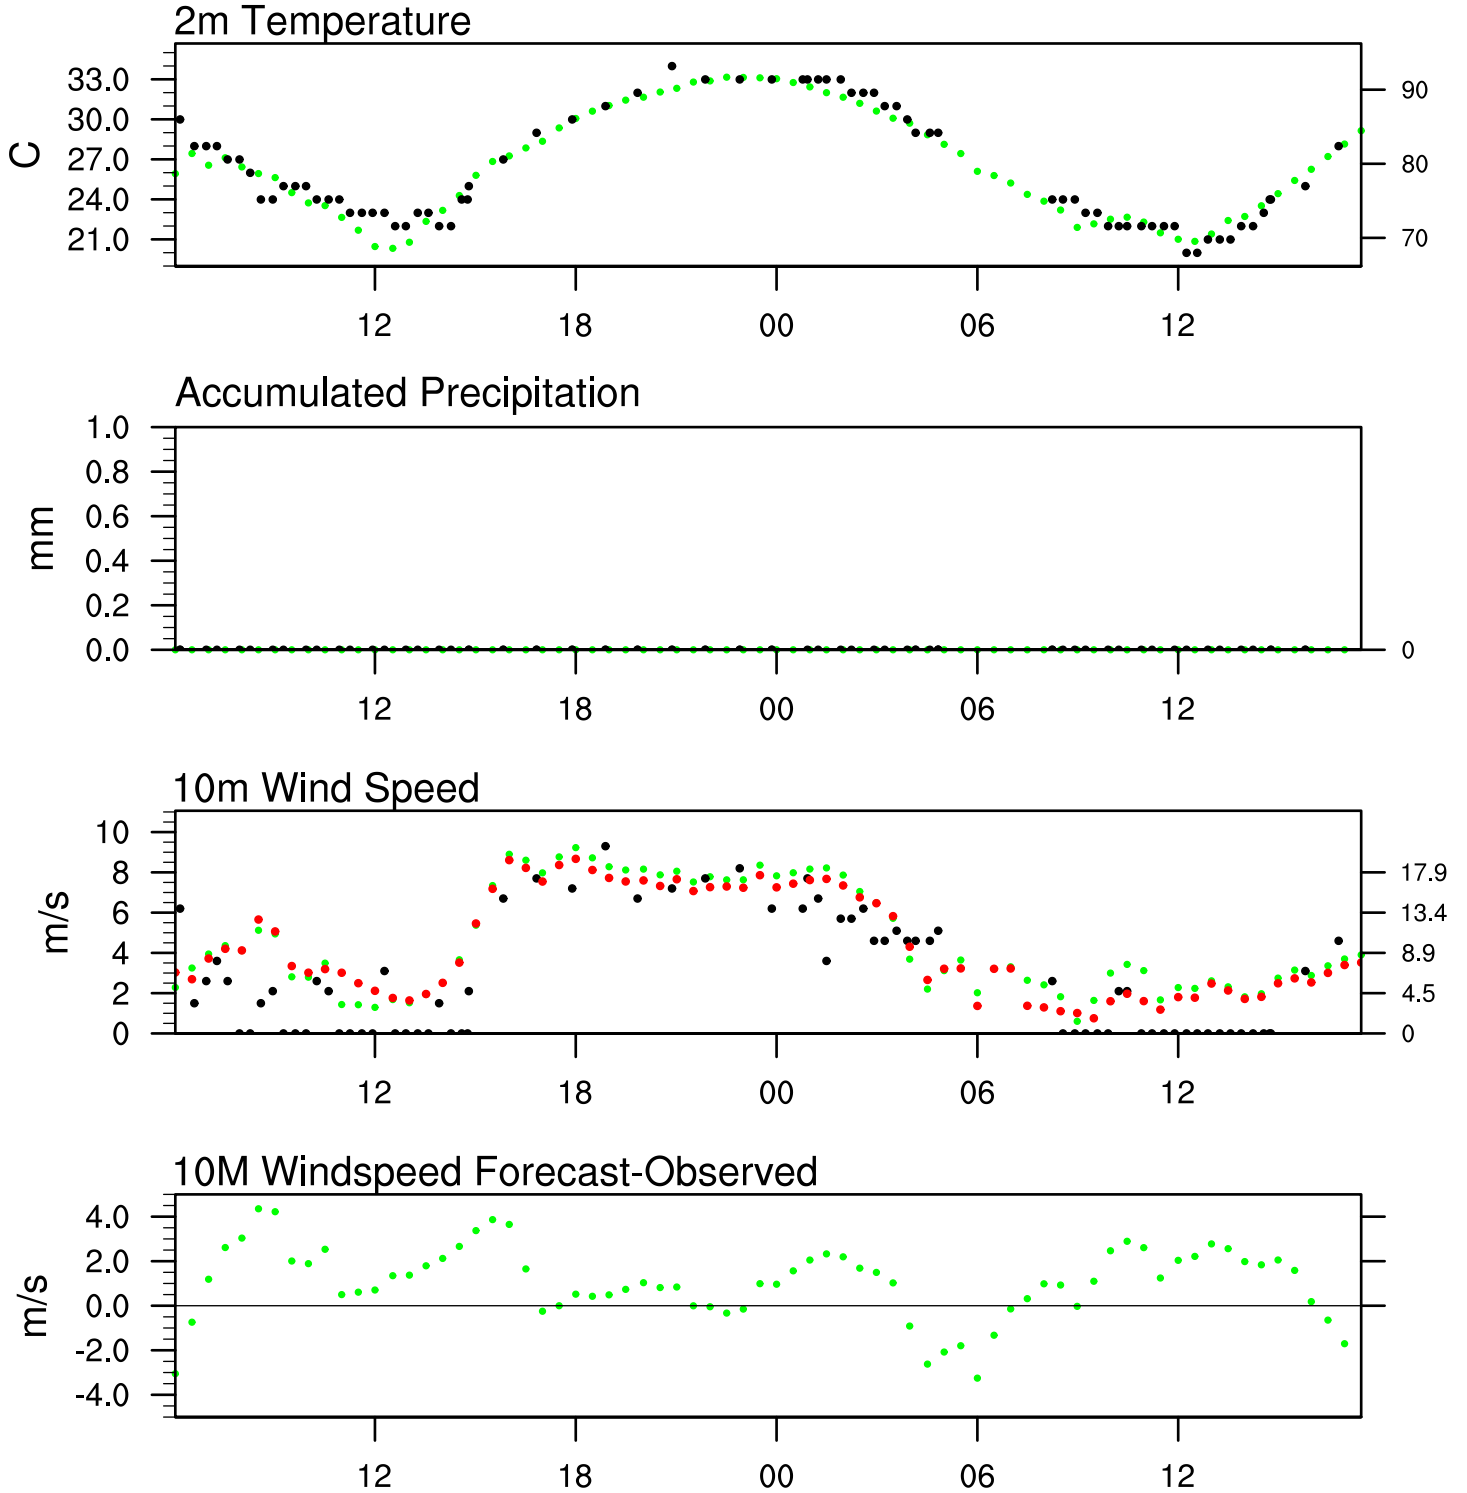 2m Temperature
33.0
30.0
27.0
24.0
21.0
C
90
80
70
12 18 00 06 12
Accumulated Precipitation
1.0
0.8
0.6
0.4
0.2
0.0
mm
0
12 18 00 06 12
10m Wind Speed
10
8
6
4
2
0
m/s
17.9
13.4
8.9
4.5
0
12 18 00 06 12
10M Windspeed Forecast-Observed
4.0
2.0
0.0
-2.0
-4.0
m/s
12 18 00 06 12